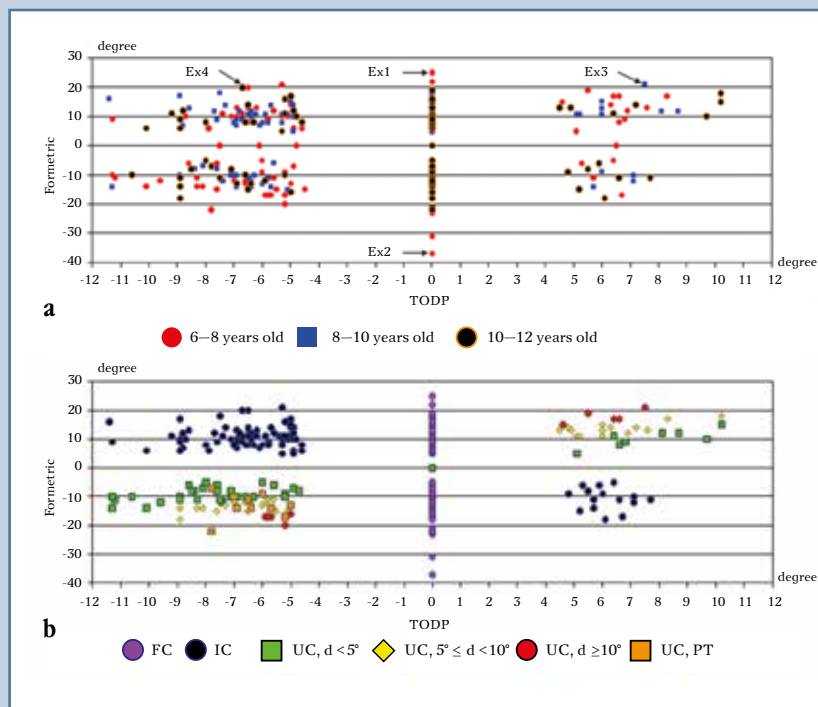 degree
30
20
10
0
-10
-20
-30
-40
Formetric
Ex4
Ex1
Ex3
Ex2
-12 -11 -10 -9 -8 -7 -6 -5 -4 -3 -2 -1 0 1 2 3 4 5 6 7 8 9 10 11 12
degree
TODP
a
6–8 years old 8–10 years old 10–12 years old
degree
30
20
10
0
-10
-20
-30
-40
Formetric
-12 -11 -10 -9 -8 -7 -6 -5 -4 -3 -2 -1 0 1 2 3 4 5 6 7 8 9 10 11 12
degree
TODP
b
FC IC UC, d <5° UC, 5° ≤ d <10° UC, d ≥10° UC, PT